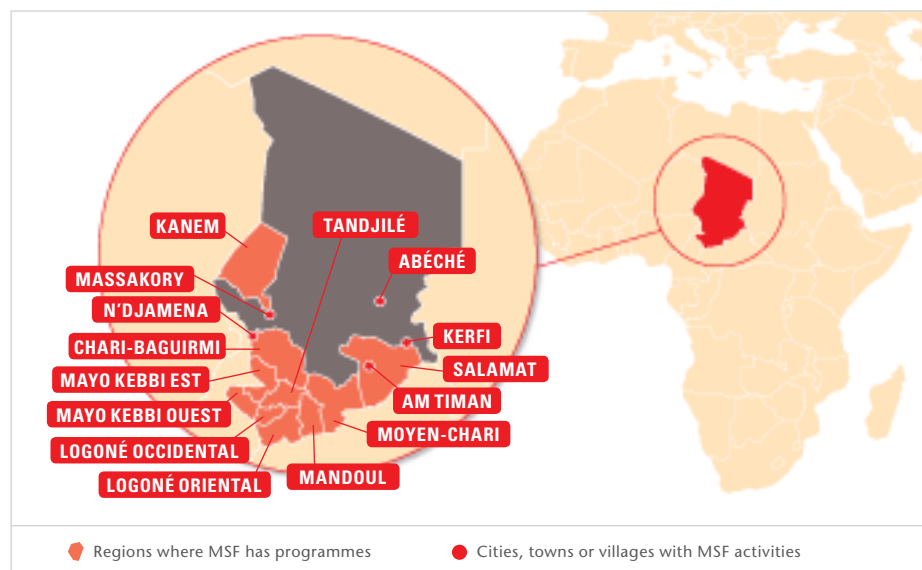 TANDJILÉ
KANEM
ABÉCHÉ
MASSAKORY
N'DJAMENA
KERFI
CHARI-BAGUIRMI
SALAMAT
MAYO KEBBI EST
AM TIMAN
MAYO KEBBI OUEST
MOYEN-CHARI
LOGONÉ OCCIDENTAL
MANDOUL
LOGONÉ ORIENTAL
Regions where MSF has programmes
Cities, towns or villages with MSF activities